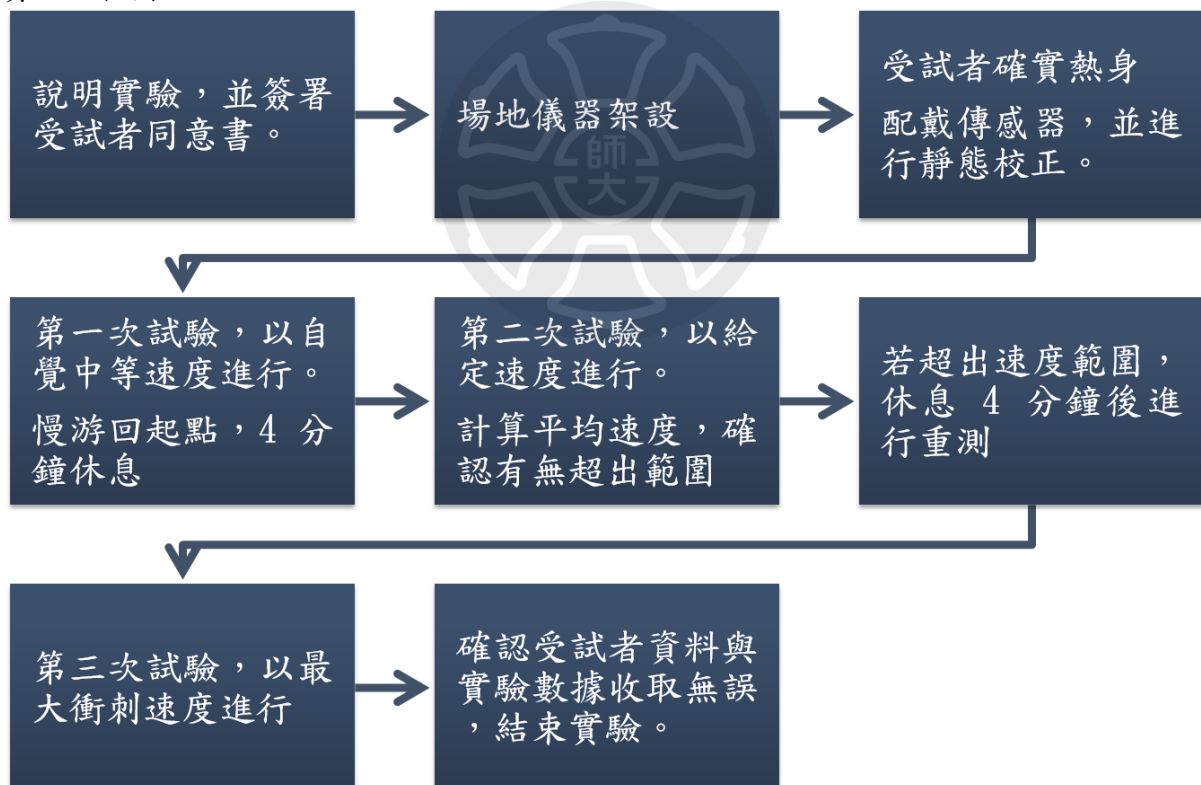 說明實驗，並簽署
受試者同意書。
場地儀器架設
師大
受試者確實熱身
配戴傳感器，並進
行靜態校正。
第一次試驗，以自
覺中等速度進行。
慢游回起點，4 分
鐘休息
第二次試驗，以給
定速度進行。
計算平均速度，確
認有無超出範圍
若超出速度範圍，
休息 4 分鐘後進
行重測
第三次試驗，以最
大衝刺速度進行
確認受試者資料與
實驗數據收取無誤
，結束實驗。